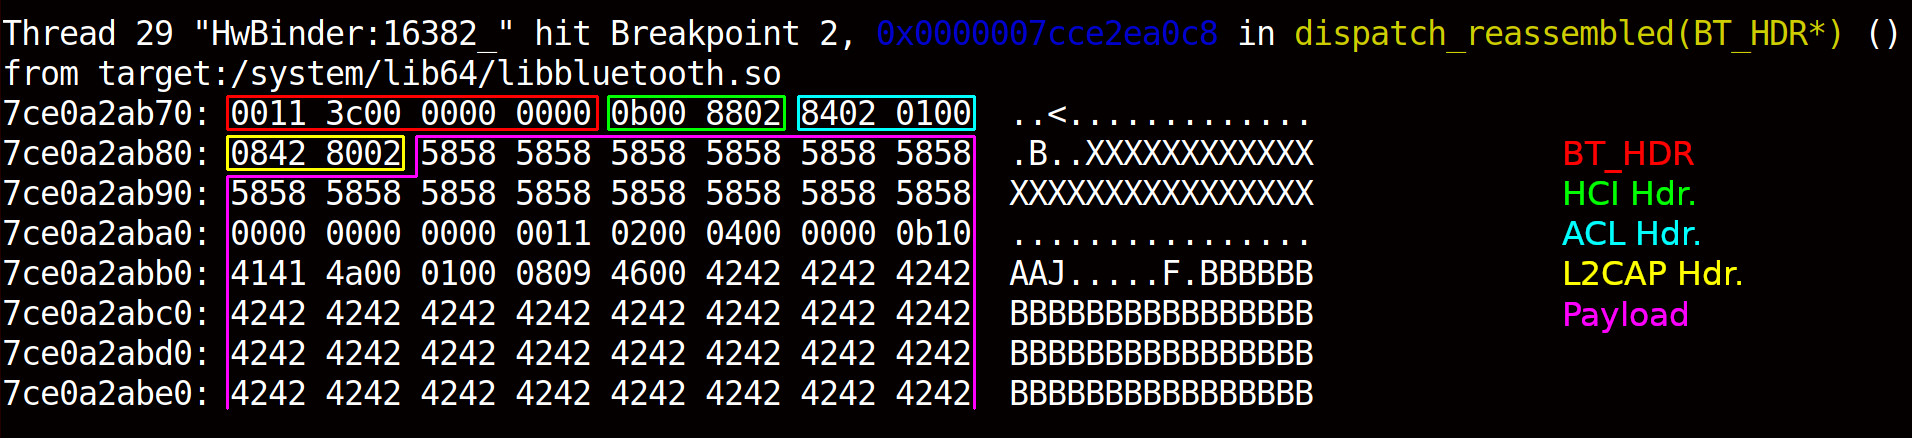 Thread 29 "HwBinder:16382_" hit Breakpoint 2, 0x0000007cce2ea0c8 in dispatch_reassembled(BT_HDR*) ()
from target:/system/lib64/libbluetooth.so
7ce0a2ab70: 0011 3c00 0000 0000 0b00 8802 8402 0100 ..<.............
7ce0a2ab80: 0842 8002 5858 5858 5858 5858 5858 5858 .B..XXXXXXXXXXXX BT_HDR
7ce0a2ab90: 5858 5858 5858 5858 5858 5858 5858 5858 XXXXXXXXXXXXXXXX HCI Hdr.
7ce0a2aba0: 0000 0000 0000 0011 0200 0400 0000 0b10 ................ ACL Hdr.
7ce0a2abb0: 4141 4a00 0100 0809 4600 4242 4242 4242 AAJ.....F.BBBBBB L2CAP Hdr.
7ce0a2abc0: 4242 4242 4242 4242 4242 4242 4242 4242 BBBBBBBBBBBBBBBB Payload
7ce0a2abd0: 4242 4242 4242 4242 4242 4242 4242 4242 BBBBBBBBBBBBBBBB
7ce0a2abe0: 4242 4242 4242 4242 4242 4242 4242 4242 BBBBBBBBBBBBBBBB